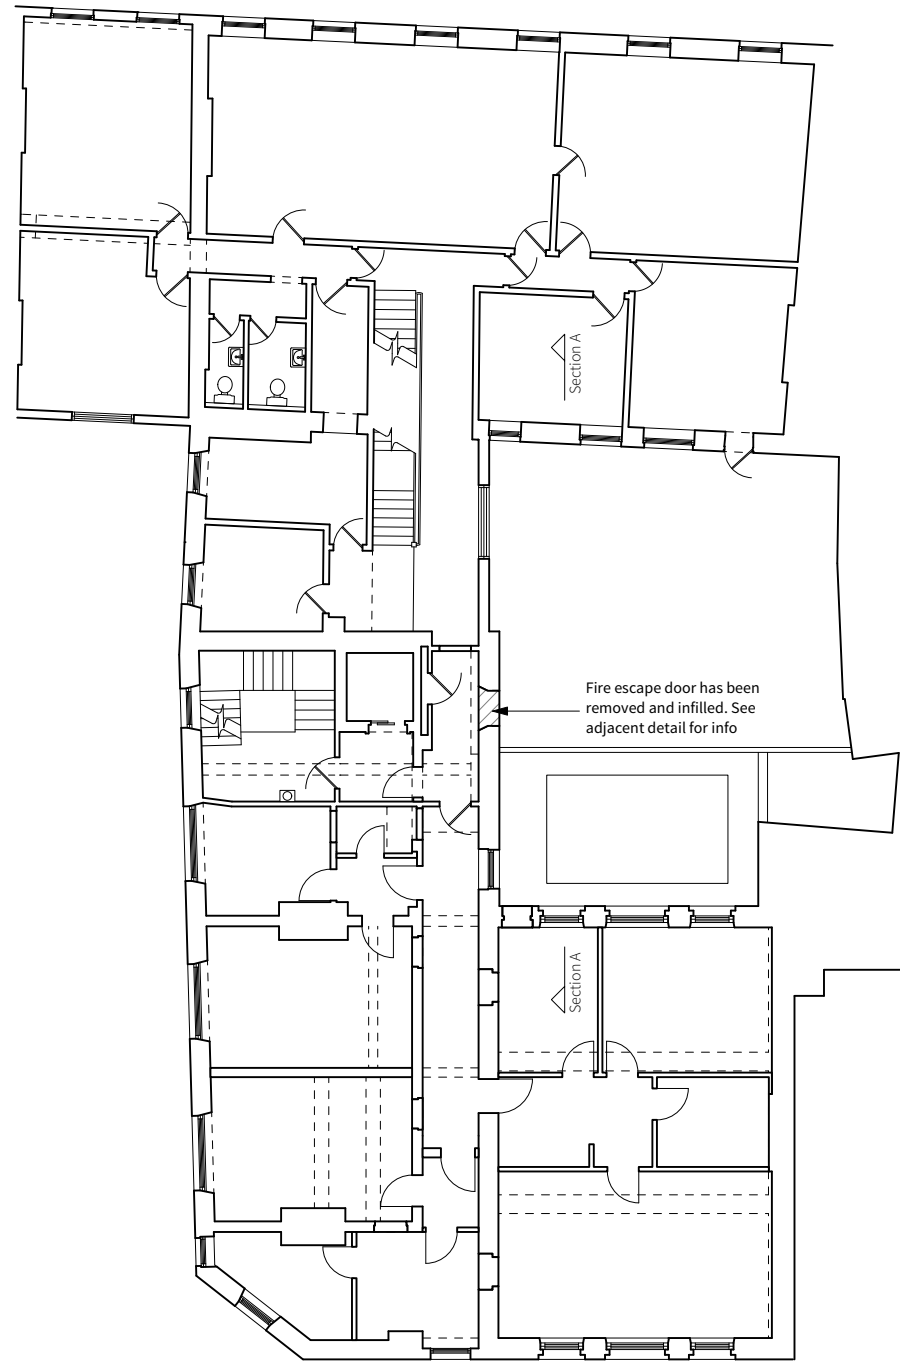 Section A
Fire escape door has been
removed and infilled. See
adjacent detail for info
Section A